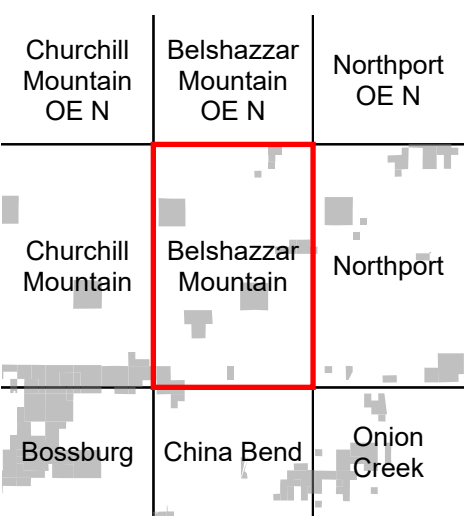 Churchill
Mountain
OE N
Belshazzar
Mountain
OE N
Northport
OE N
Churchill
Mountain
Belshazzar
Mountain
Northport
Bossburg
China Bend
Onion
Creek